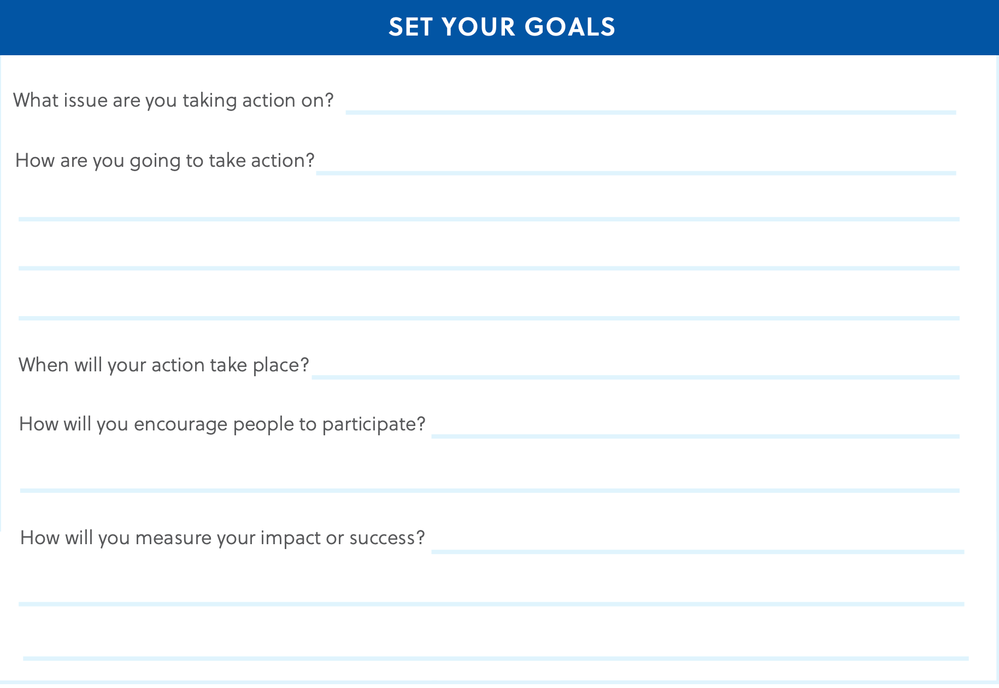 SET YOUR GOALS
What issue are you taking action on?
How are you going to take action?
When will your action take place?
How will you encourage people to participate?
How will you measure your impact or success?